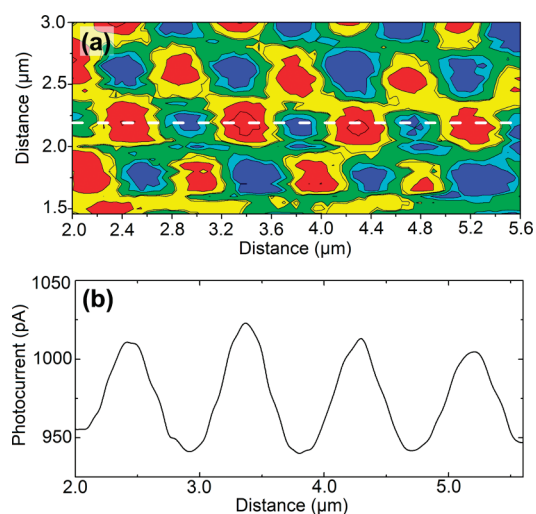 (a)
Distance (μm)
3.0
2.5
2.0
1.5
2.0 2.4 2.8 3.2 3.6 4.0 4.4 4.8 5.2 5.6
Distance (μm)
(b)
Photocurrent (pA)
1050
1000
950
2.0 3.0 4.0 5.0
Distance (μm)